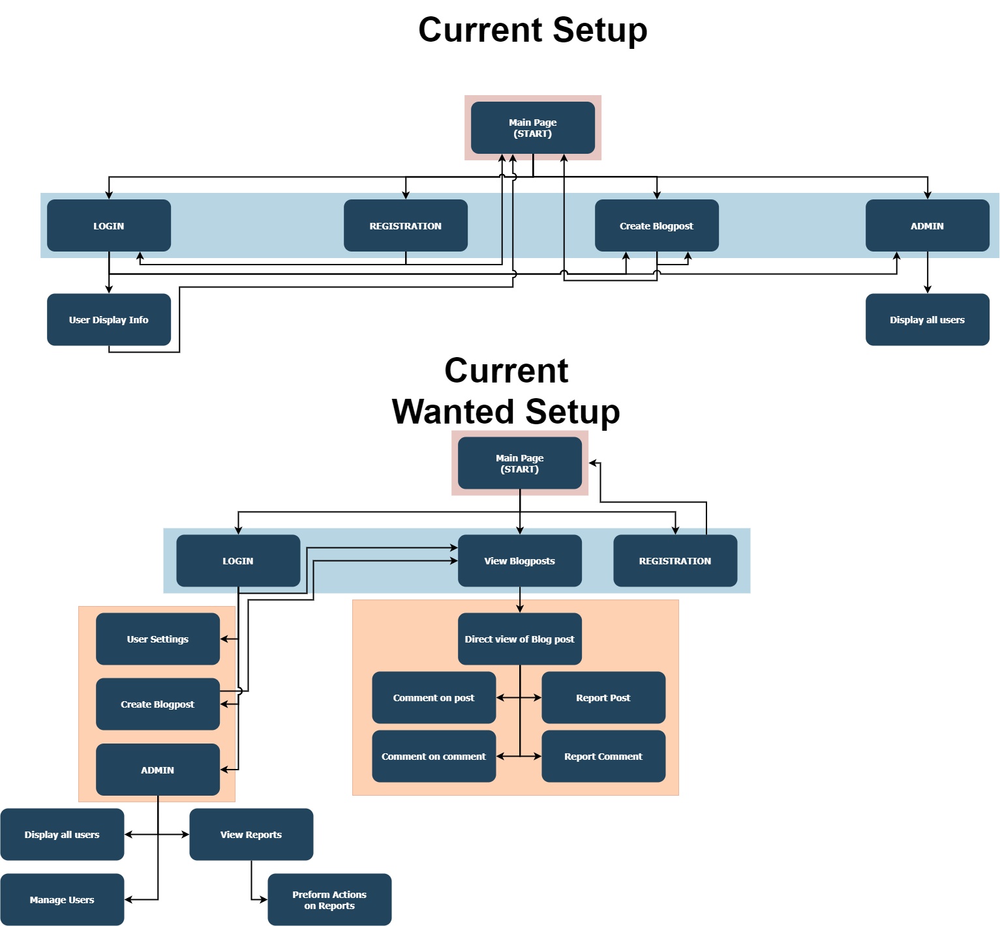 Current Setup
Main Page
(START)
LOGIN
REGISTRATION
Create Blogpost
ADMIN
User Display Info
Display all users
Current
Wanted Setup
Main Page
(START)
LOGIN
View Blogposts
REGISTRATION
User Settings
Direct view of Blog post
Create Blogpost
Comment on post
Report Post
ADMIN
Comment on comment
Report Comment
Display all users
View Reports
Manage Users
Preform Actions
on Reports